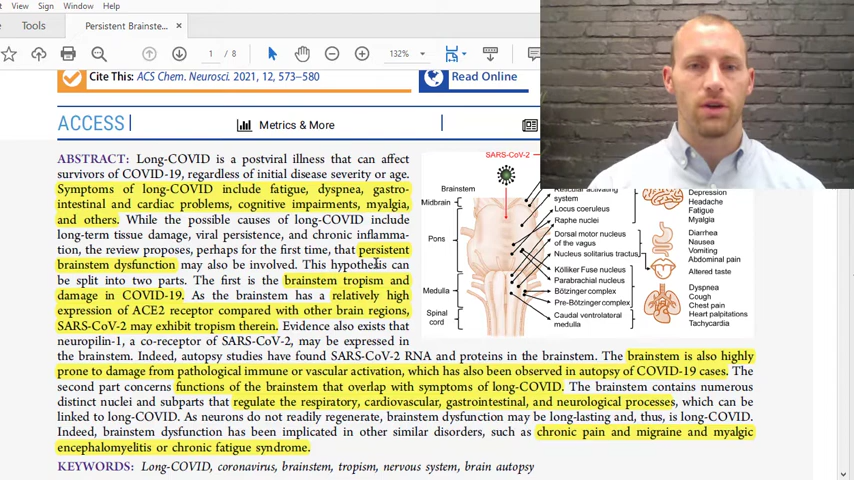 Show Sign Window Help
Tools
Persistent Brainste...
×
1 / 8
132%
Cite This: ACS Chem. Neurosci. 2021, 12, 573−580
Read Online
ACCESS
Metrics & More
ABSTRACT: Long-COVID is a postviral illness that can affect
survivors of COVID-19, regardless of initial disease severity or age.
Symptoms of long-COVID include fatigue, dyspnea, gastro-
intestinal and cardiac problems, cognitive impairments, myalgia,
and others. While the possible causes of long-COVID include
long-term tissue damage, viral persistence, and chronic inflamma-
tion, the review proposes, perhaps for the first time, that persistent
brainstem dysfunction may also be involved. This hypothesis can
be split into two parts. The first is the brainstem tropism and
damage in COVID-19. As the brainstem has a relatively high
expression of ACE2 receptor compared with other brain regions,
SARS-CoV-2 may exhibit tropism therein. Evidence also exists that
neuropilin-1, a co-receptor of SARS-CoV-2, may be expressed in
the brainstem. Indeed, autopsy studies have found SARS-CoV-2 RNA and proteins in the brainstem. The brainstem is also highly
prone to damage from pathological immune or vascular activation, which has also been observed in autopsy of COVID-19 cases. The
second part concerns functions of the brainstem that overlap with symptoms of long-COVID. The brainstem contains numerous
distinct nuclei and subparts that regulate the respiratory, cardiovascular, gastrointestinal, and neurological processes, which can be
linked to long-COVID. As neurons do not readily regenerate, brainstem dysfunction may be long-lasting and, thus, is long-COVID.
Indeed, brainstem dysfunction has been implicated in other similar disorders, such as chronic pain and migraine and myalgic
encephalomyelitis or chronic fatigue syndrome.
KEYWORDS: Long-COVID, coronavirus, brainstem, tropism, nervous system, brain autopsy
SARS-CoV-2
Brainstem
Midbrain
Pons
Medulla
Spinal
cord
Reticular activating
system
Locus coeruleus
Raphe nuclei
Dorsal motor nucleus
of the vagus
Nucleus solitarius tractus
Kölliker Fuse nucleus
Parabrachial nucleus
Bötzinger complex
Pre-Bötzinger complex
Caudal ventrolateral
medulla
Depression
Headache
Fatigue
Myalgia
Diarrhea
Nausea
Vomiting
Abdominal pain
Altered taste
Dyspnea
Cough
Chest pain
Heart palpitations
Tachycardia